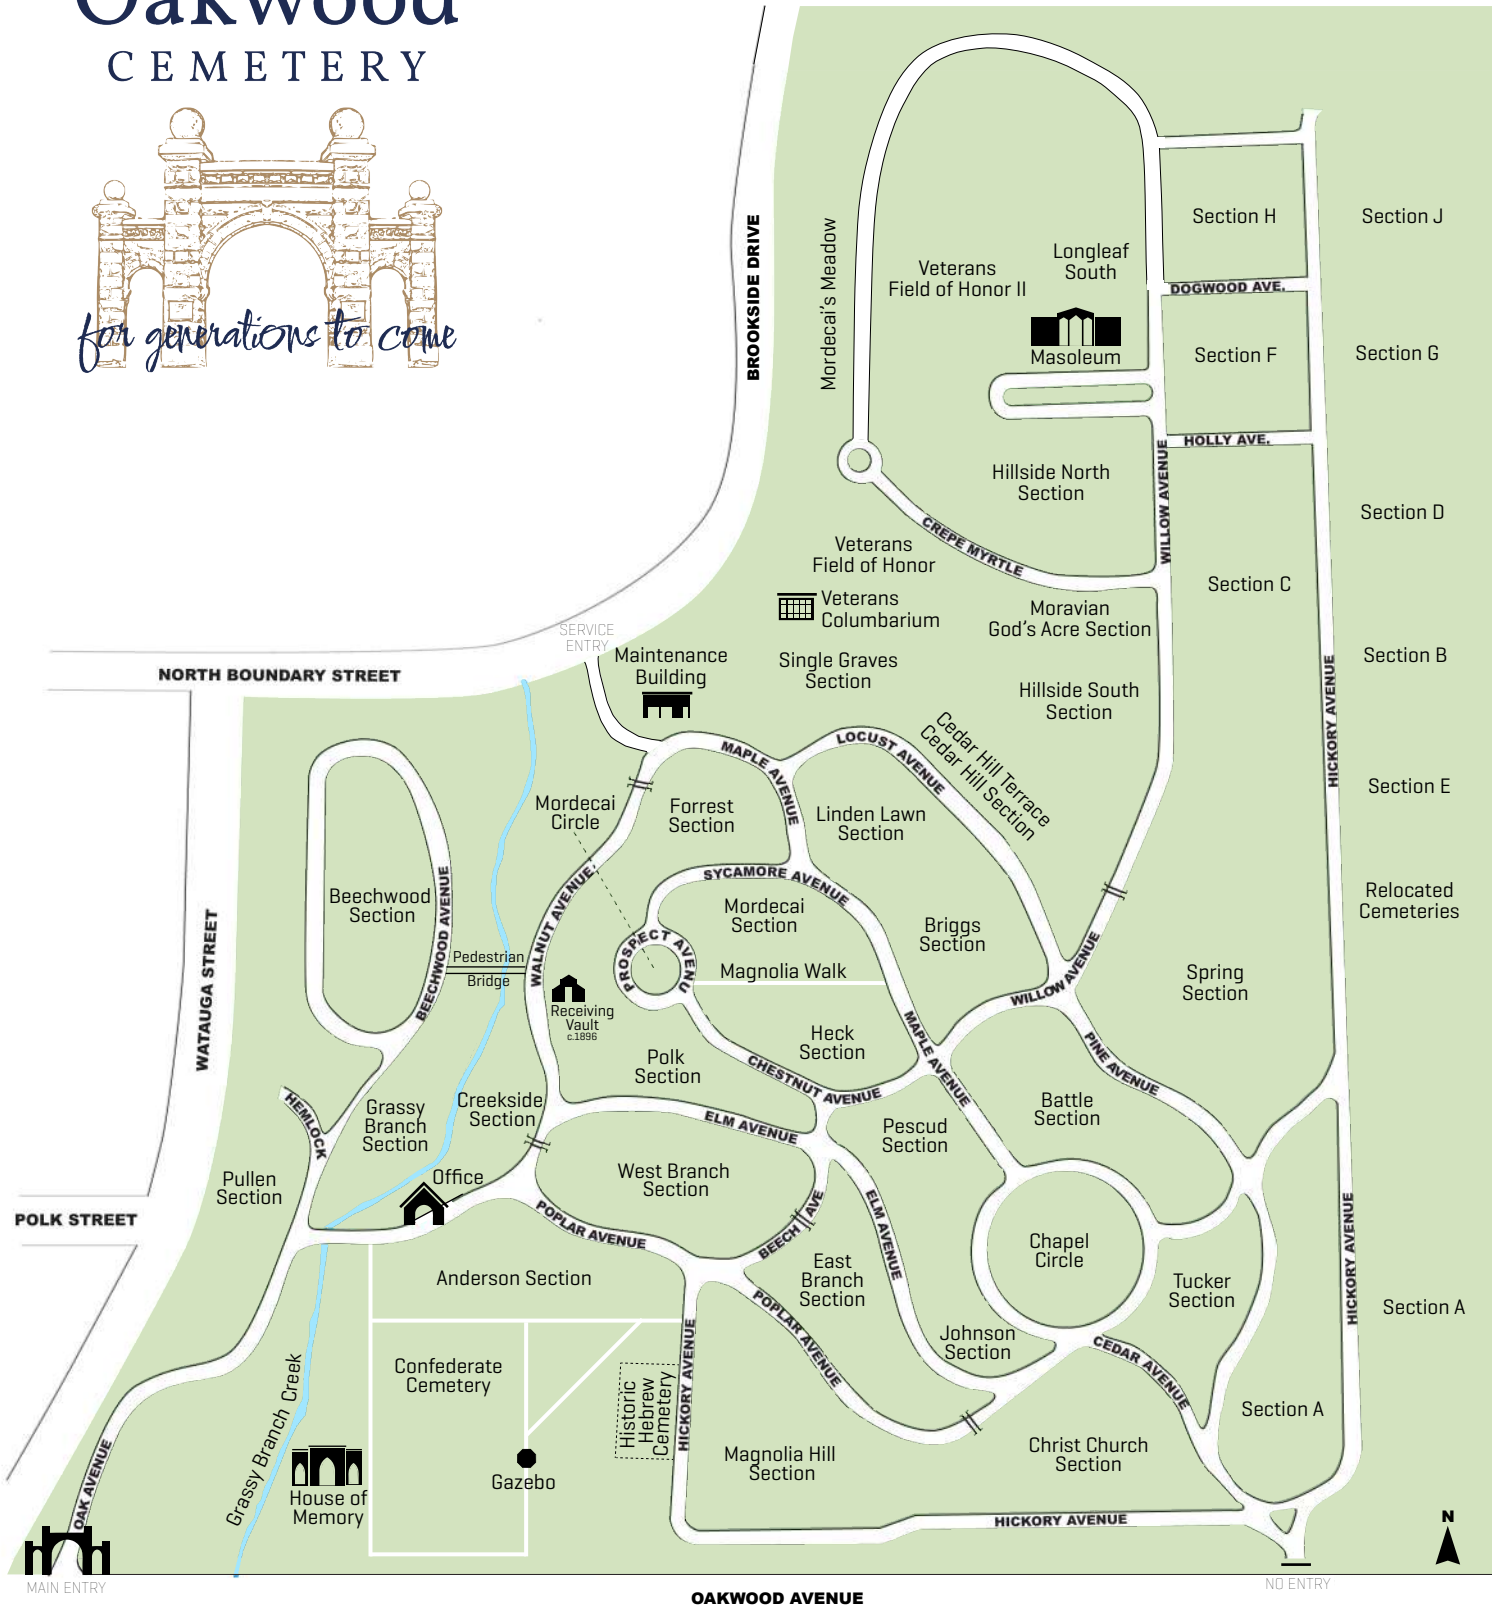 Oakwood
CEMETERY
for generations to come
BROOKSIDE DRIVE
Mordecai's Meadow
Veterans
Field of Honor II
Longleaf
South
Masoleum
Section H
Section J
DOGWOOD AVE.
Section F
Section G
HOLLY AVE.
WILLOW AVENUE
Hillside North
Section
Section D
CREPE MYRTLE
Veterans
Field of Honor
Section C
Veterans
Columbarium
Moravian
God's Acre Section
SERVICE
ENTRY
Maintenance
Building
Single Graves
Section
Section B
NORTH BOUNDARY STREET
Hillside South
Section
HICKORY AVENUE
MAPLE AVENUE
LOCUST AVENUE
Cedar Hill Terrace
Cedar Hill Section
Section E
Mordecai
Circle
Forrest
Section
Linden Lawn
Section
SYCAMORE AVENUE
WALNUT AVENUE
Beechwood
Section
BEECHWOOD AVENUE
Mordecai
Section
Briggs
Section
Relocated
Cemeteries
WATAUGA STREET
Pedestrian
Bridge
PROSPECT AVENU
Magnolia Walk
WILLOW AVENUE
Spring
Section
Receiving
Vault
c.1896
Heck
Section
MAPLE AVENUE
PINE AVENUE
Polk
Section
CHESTNUT AVENUE
HEMLOCK
Grassy
Branch
Section
Creekside
Section
ELM AVENUE
Pescud
Section
Battle
Section
Pullen
Section
Office
West Branch
Section
POLK STREET
POPLAR AVENUE
BEECH AVE
ELM AVENUE
HICKORY AVENUE
East
Branch
Section
Chapel
Circle
Tucker
Section
Anderson Section
Section A
POPLAR AVENUE
Johnson
Section
CEDAR AVENUE
Confederate
Cemetery
Historic
Hebrew
Cemetery
HICKORY AVENUE
Section A
Grassy Branch Creek
OAK AVENUE
House of
Memory
Gazebo
Magnolia Hill
Section
Christ Church
Section
HICKORY AVENUE
N
MAIN ENTRY
NO ENTRY
OAKWOOD AVENUE